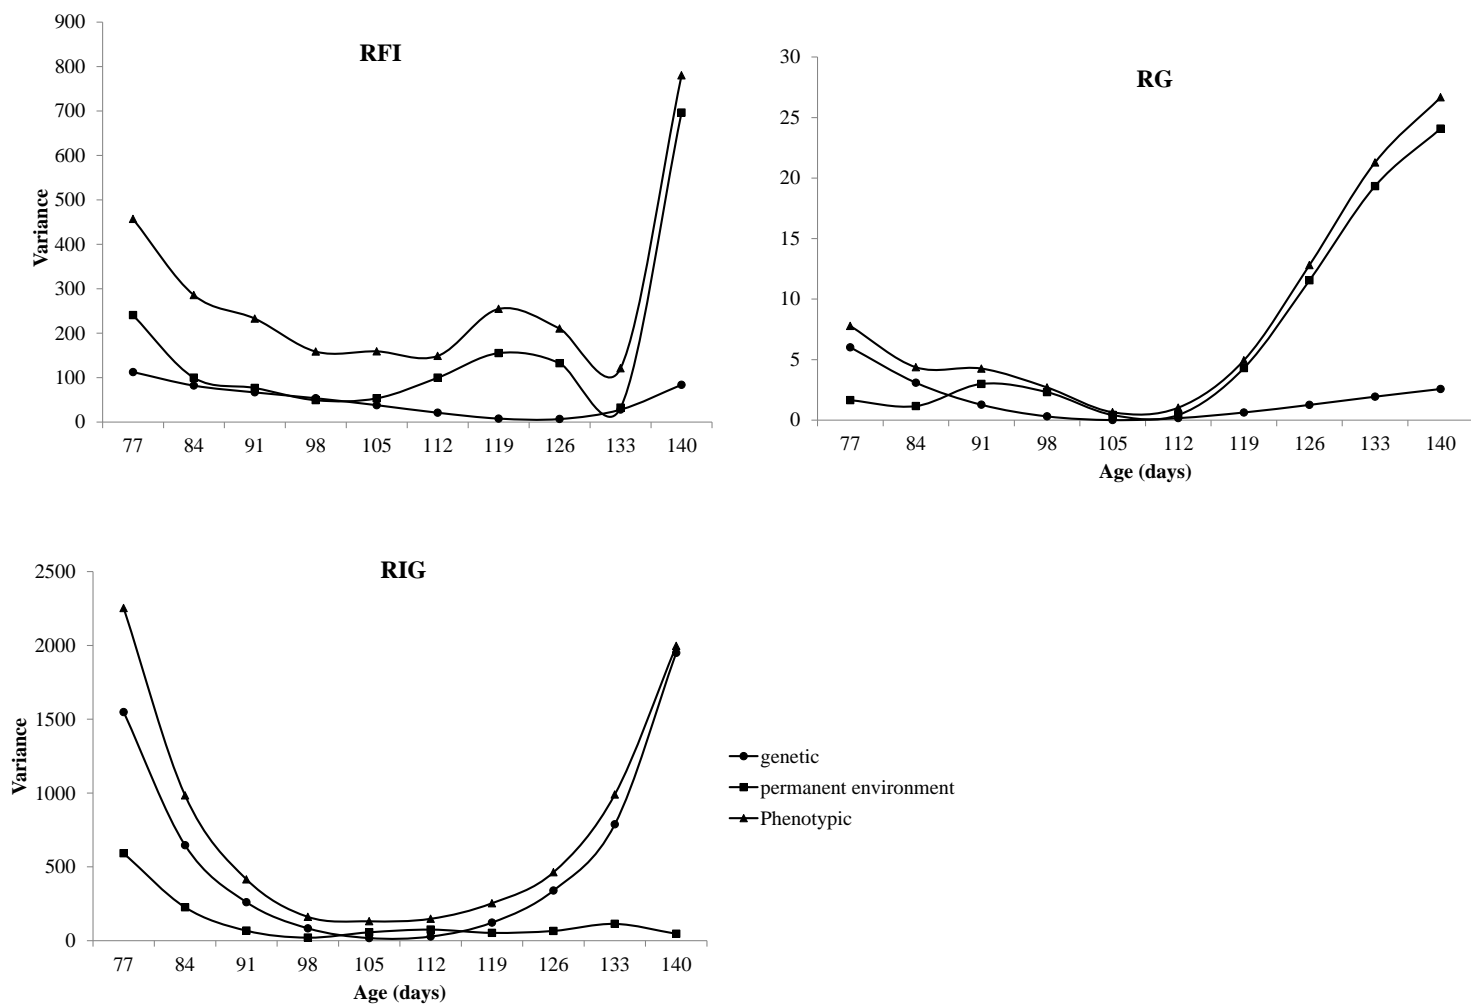 RFI
Variance
900
800
700
600
500
400
300
200
100
0
77 84 91 98 105 112 119 126 133 140
RG
30
25
20
15
10
5
0
77 84 91 98 105 112 119 126 133 140
Age (days)
RIG
Variance
2500
2000
1500
1000
500
0
77 84 91 98 105 112 119 126 133 140
Age (days)
genetic
permanent environment
Phenotypic